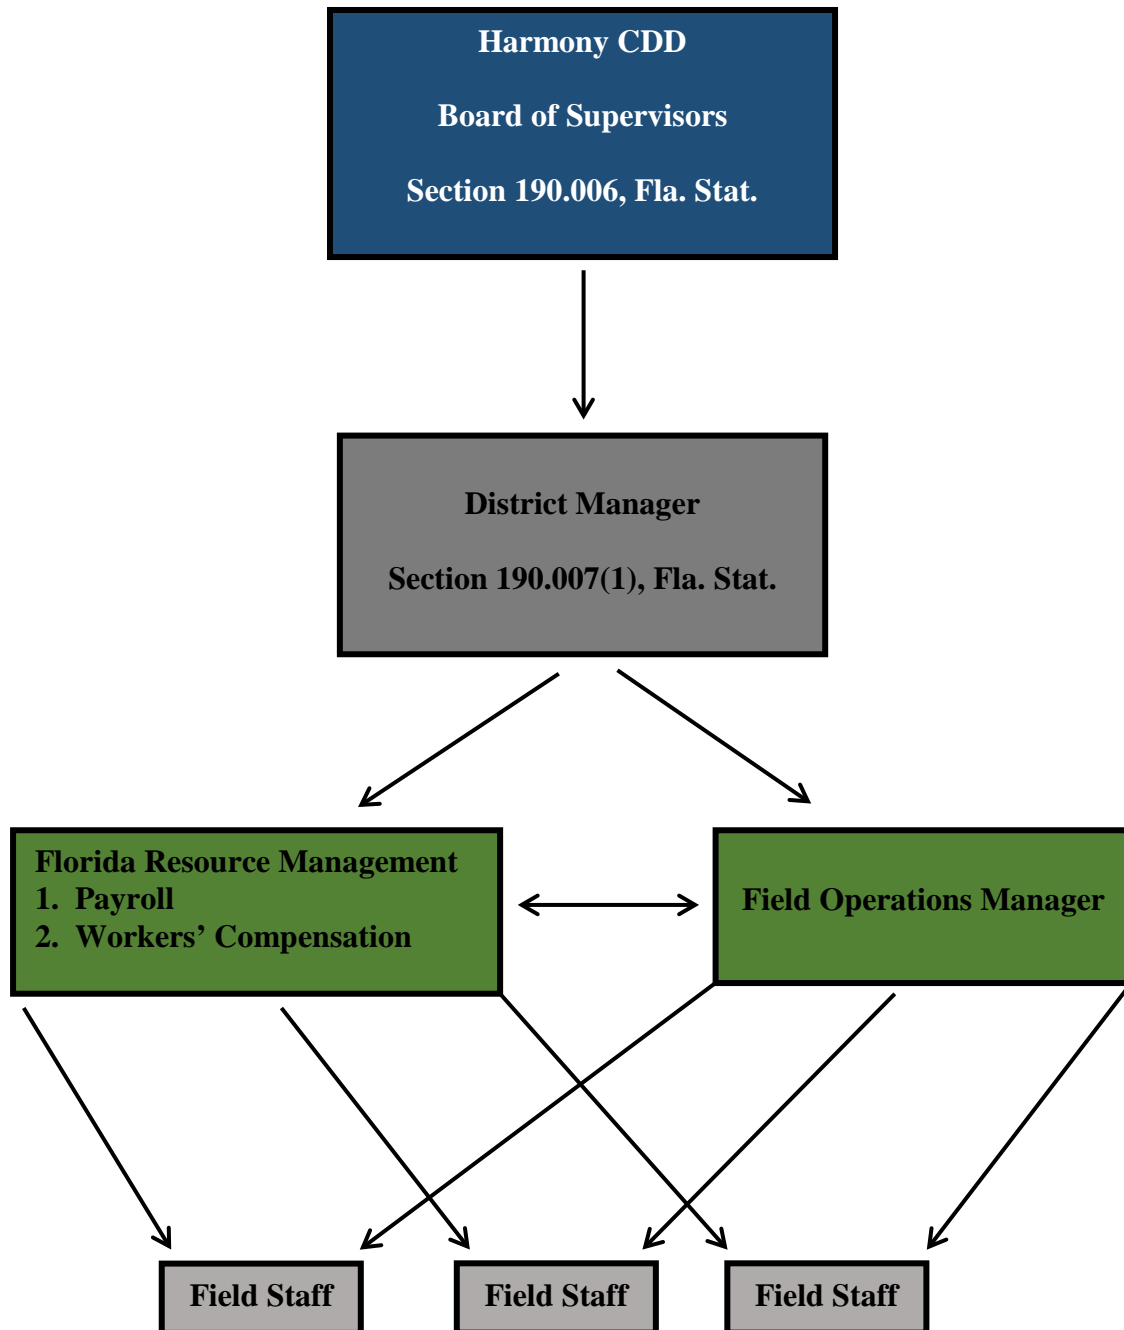 Harmony CDD
Board of Supervisors
Section 190.006, Fla. Stat.
District Manager
Section 190.007(1), Fla. Stat.
Florida Resource Management
1. Payroll
2. Workers’ Compensation
Field Operations Manager
Field Staff
Field Staff
Field Staff